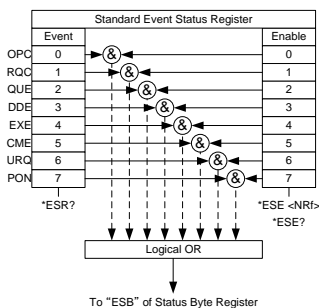 Standard Event Status Register
Event Enable
OPC 0 & 0
RQC 1 & 1
QUE 2 & 2
DDE 3 & 3
EXE 4 & 4
CME 5 & 5
URQ 6 & 6
PON 7 & 7
*ESR? *ESE <NRf>
*ESE?
Logical OR
To “ESB” of Status Byte Register